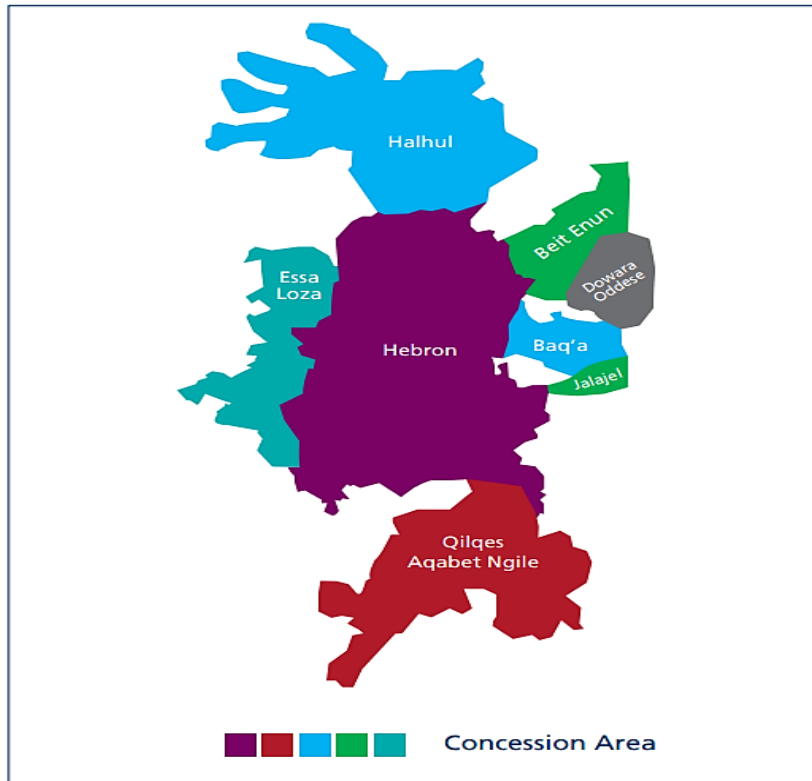 Halhul
Beit Enun
Essa
Loza
Dowara
Oddese
Hebron
Baq'a
Jalajel
Qilqes
Aqabet Ngile
Concession Area